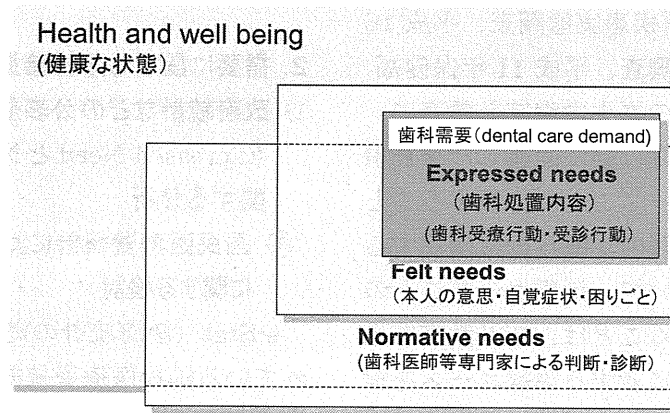 Health and well being
(健康な状態)
歯科需要(dental care demand)
Expressed needs
(歯科処置内容)
(歯科受療行動・受診行動)
Felt needs
(本人の意思・自覚症状・困りごと)
Normative needs
(歯科医師等専門家による判断・診断)